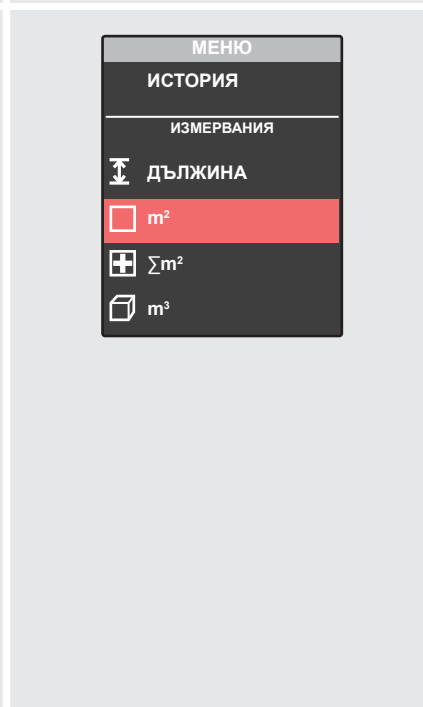 МЕНЮ
ИСТОРИЯ
ИЗМЕРВАНИЯ
ДЪЛЖИНА
m²
∑m²
m³